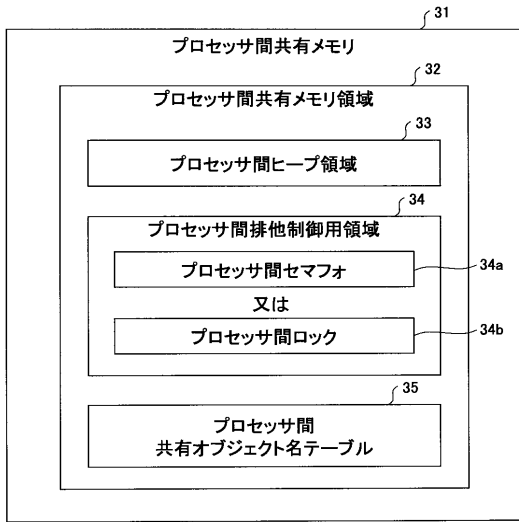 31
プロセッサ間共有メモリ
32
プロセッサ間共有メモリ領域
33
プロセッサ間ヒープ領域
34
プロセッサ間排他制御用領域
プロセッサ間セマフォ
34a
又は
プロセッサ間ロック
34b
35
プロセッサ間
共有オブジェクト名テーブル